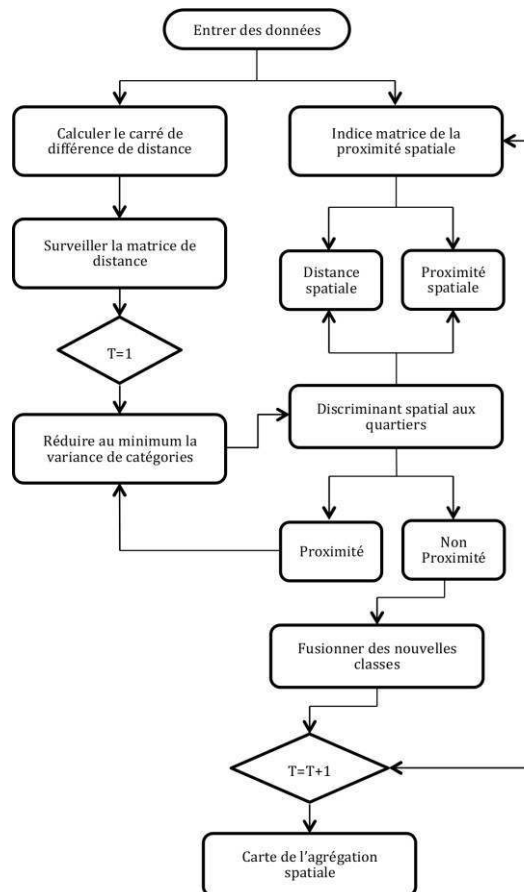 Entrer des données
Calculer le carré de
différence de distance
Indice matrice de la
proximité spatiale
Surveiller la matrice de
distance
Distance
spatiale
Proximité
spatiale
T=1
Réduire au minimum la
variance de catégories
Discriminant spatial aux
quartiers
Proximité
Non
Proximité
Fusionner des nouvelles
classes
T=T+1
Carte de l’agrégation
spatiale